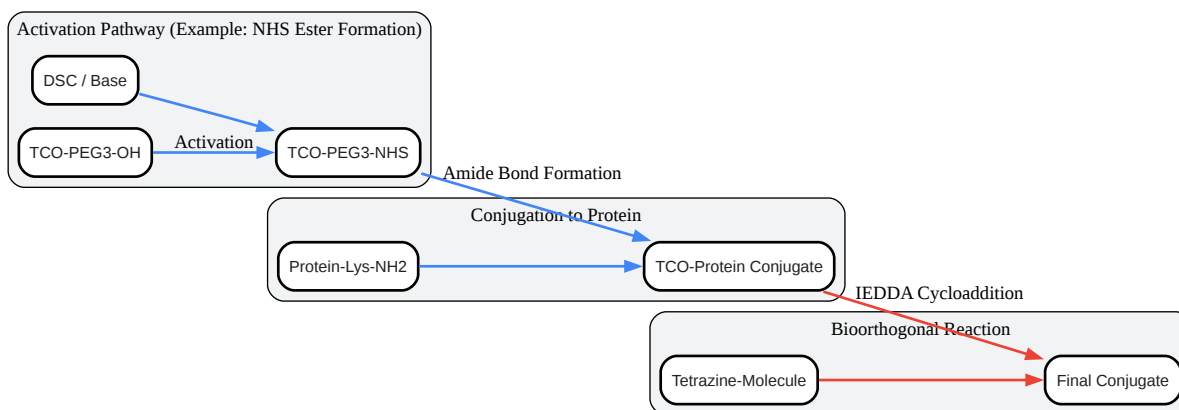 Activation Pathway (Example: NHS Ester Formation)
DSC / Base
TCO-PEG3-OH
Activation
TCO-PEG3-NHS
Amide Bond Formation
Conjugation to Protein
Protein-Lys-NH2
TCO-Protein Conjugate
IEDDA Cycloaddition
Bioorthogonal Reaction
Tetrazine-Molecule
Final Conjugate